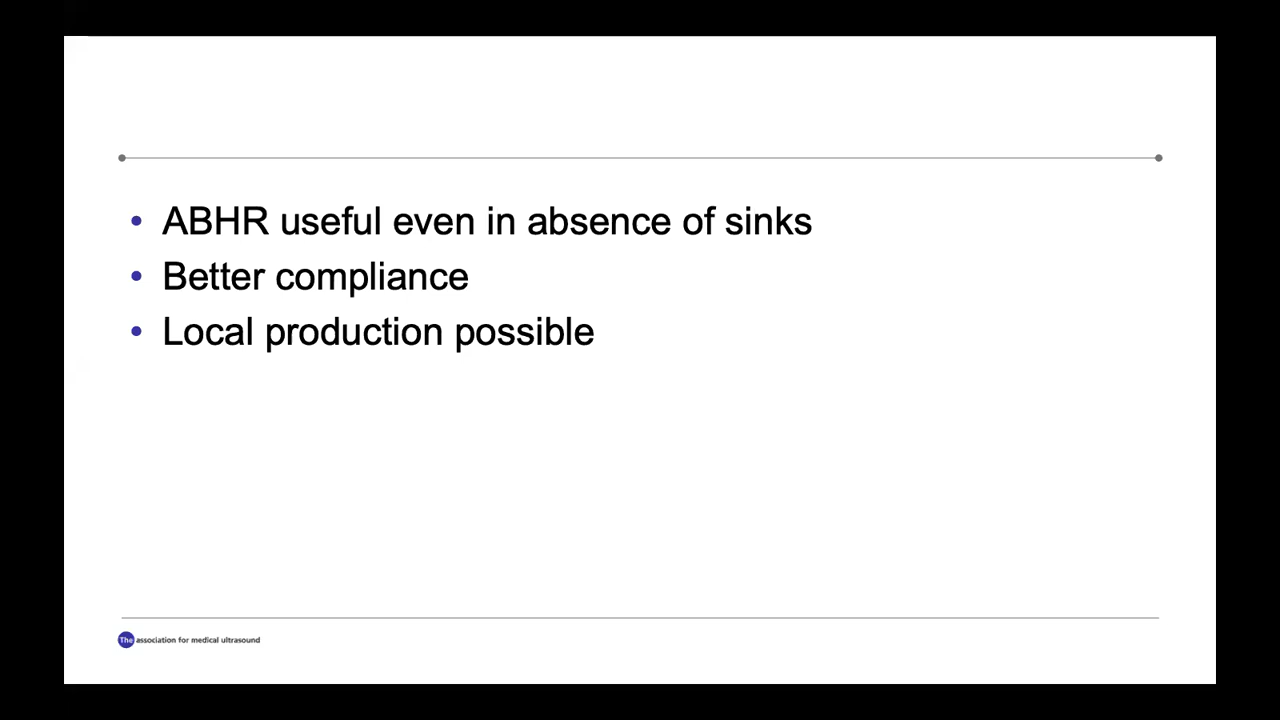 • ABHR useful even in absence of sinks
• Better compliance
• Local production possible
The association for medical ultrasound